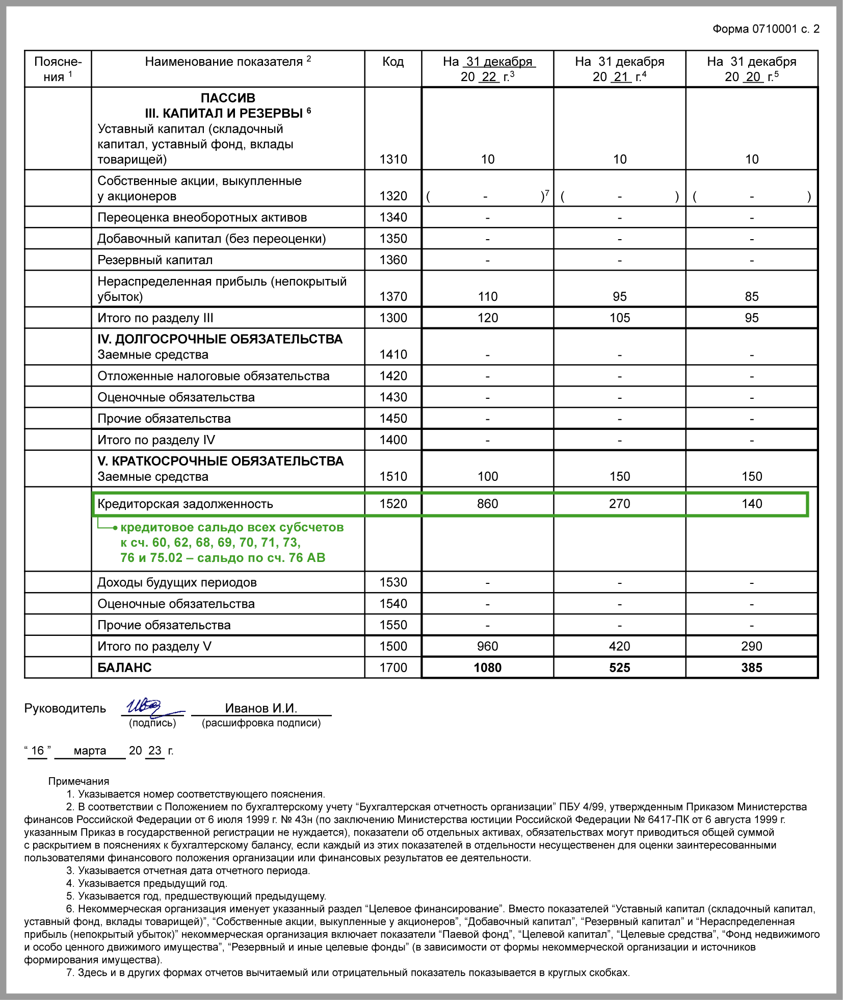 Форма 0710001 с. 2
Поясне-
ния 1
Наименование показателя 2
Код
На 31 декабря
20 22 г.3
На 31 декабря
20 21 г.4
На 31 декабря
20 20 г.5
ПАССИВ
III. КАПИТАЛ И РЕЗЕРВЫ 6
Уставный капитал (складочный
капитал, уставный фонд, вклады
товарищей) 1310 10 10 10
Собственные акции, выкупленные
у акционеров 1320 ( - )7 ( - ) ( - )
Переоценка внеоборотных активов 1340 - - -
Добавочный капитал (без переоценки) 1350 - - -
Резервный капитал 1360 - - -
Нераспределенная прибыль (непокрытый
убыток) 1370 110 95 85
Итого по разделу III 1300 120 105 95
IV. ДОЛГОСРОЧНЫЕ ОБЯЗАТЕЛЬСТВА
Заемные средства 1410 - - -
Отложенные налоговые обязательства 1420 - - -
Оценочные обязательства 1430 - - -
Прочие обязательства 1450 - - -
Итого по разделу IV 1400 - - -
V. КРАТКОСРОЧНЫЕ ОБЯЗАТЕЛЬСТВА
Заемные средства 1510 100 150 150
Кредиторская задолженность 1520 860 270 140
кредитовое сальдо всех субсчетов
к сч. 60, 62, 68, 69, 70, 71, 73,
76 и 75.02 – сальдо по сч. 76 АВ
Доходы будущих периодов 1530 - - -
Оценочные обязательства 1540 - - -
Прочие обязательства 1550 - - -
Итого по разделу V 1500 960 420 290
БАЛАНС 1700 1080 525 385
Руководитель Иванов И.И.
(подпись) (расшифровка подписи)
“ 16 ” марта 20 23 г.
Примечания
1. Указывается номер соответствующего пояснения.
2. В соответствии с Положением по бухгалтерскому учету “Бухгалтерская отчетность организации” ПБУ 4/99, утвержденным Приказом Министерства
финансов Российской Федерации от 6 июля 1999 г. № 43н (по заключению Министерства юстиции Российской Федерации № 6417-ПК от 6 августа 1999 г.
указанным Приказ в государственной регистрации не нуждается), показатели об отдельных активах, обязательствах могут приводиться общей суммой
с раскрытием в пояснениях к бухгалтерскому балансу, если каждый из этих показателей в отдельности несущественен для оценки заинтересованными
пользователями финансового положения организации или финансовых результатов ее деятельности.
3. Указывается отчетная дата отчетного периода.
4. Указывается предыдущий год.
5. Указывается год, предшествующий предыдущему.
6. Некоммерческая организация именует указанный раздел “Целевое финансирование”. Вместо показателей “Уставный капитал (складочный капитал,
уставный фонд, вклады товарищей)”, “Собственные акции, выкупленные у акционеров”, “Добавочный капитал”, “Резервный капитал” и “Нераспределенная
прибыль (непокрытый убыток)” некоммерческая организация включает показатели “Паевой фонд”, “Целевой капитал”, “Целевые средства”, “Фонд недвижимого
и особо ценного движимого имущества”, “Резервный и иные целевые фонды” (в зависимости от формы некоммерческой организации и источников
формирования имущества).
7. Здесь и в других формах отчетов вычитаемый или отрицательный показатель показывается в круглых скобках.